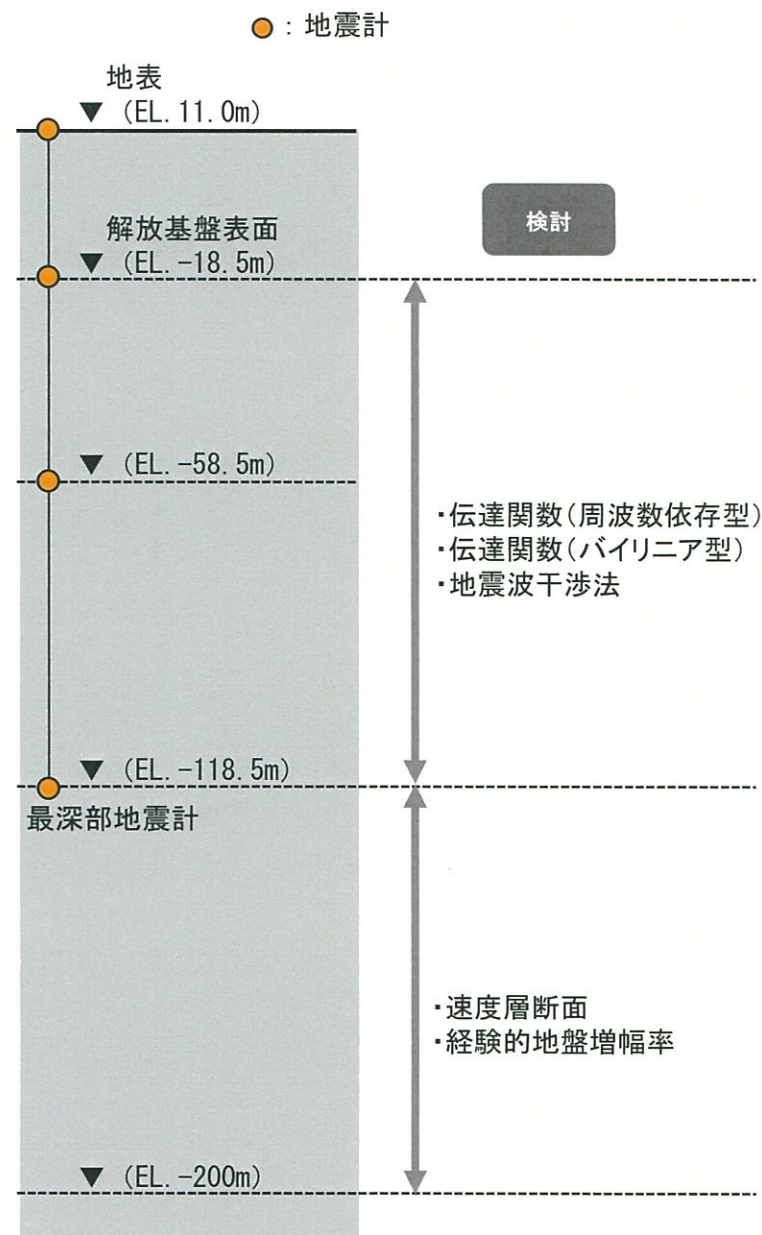 ：地震計
地表
▼ (EL. 11.0m)
検討
解放基盤表面
▼ (EL. -18.5m)
▼ (EL. -58.5m)
・伝達関数(周波数依存型)
・伝達関数(バイリニア型)
・地震波干渉法
▼ (EL. -118.5m)
最深部地震計
・速度層断面
・経験的地盤増幅率
▼ (EL. -200m)